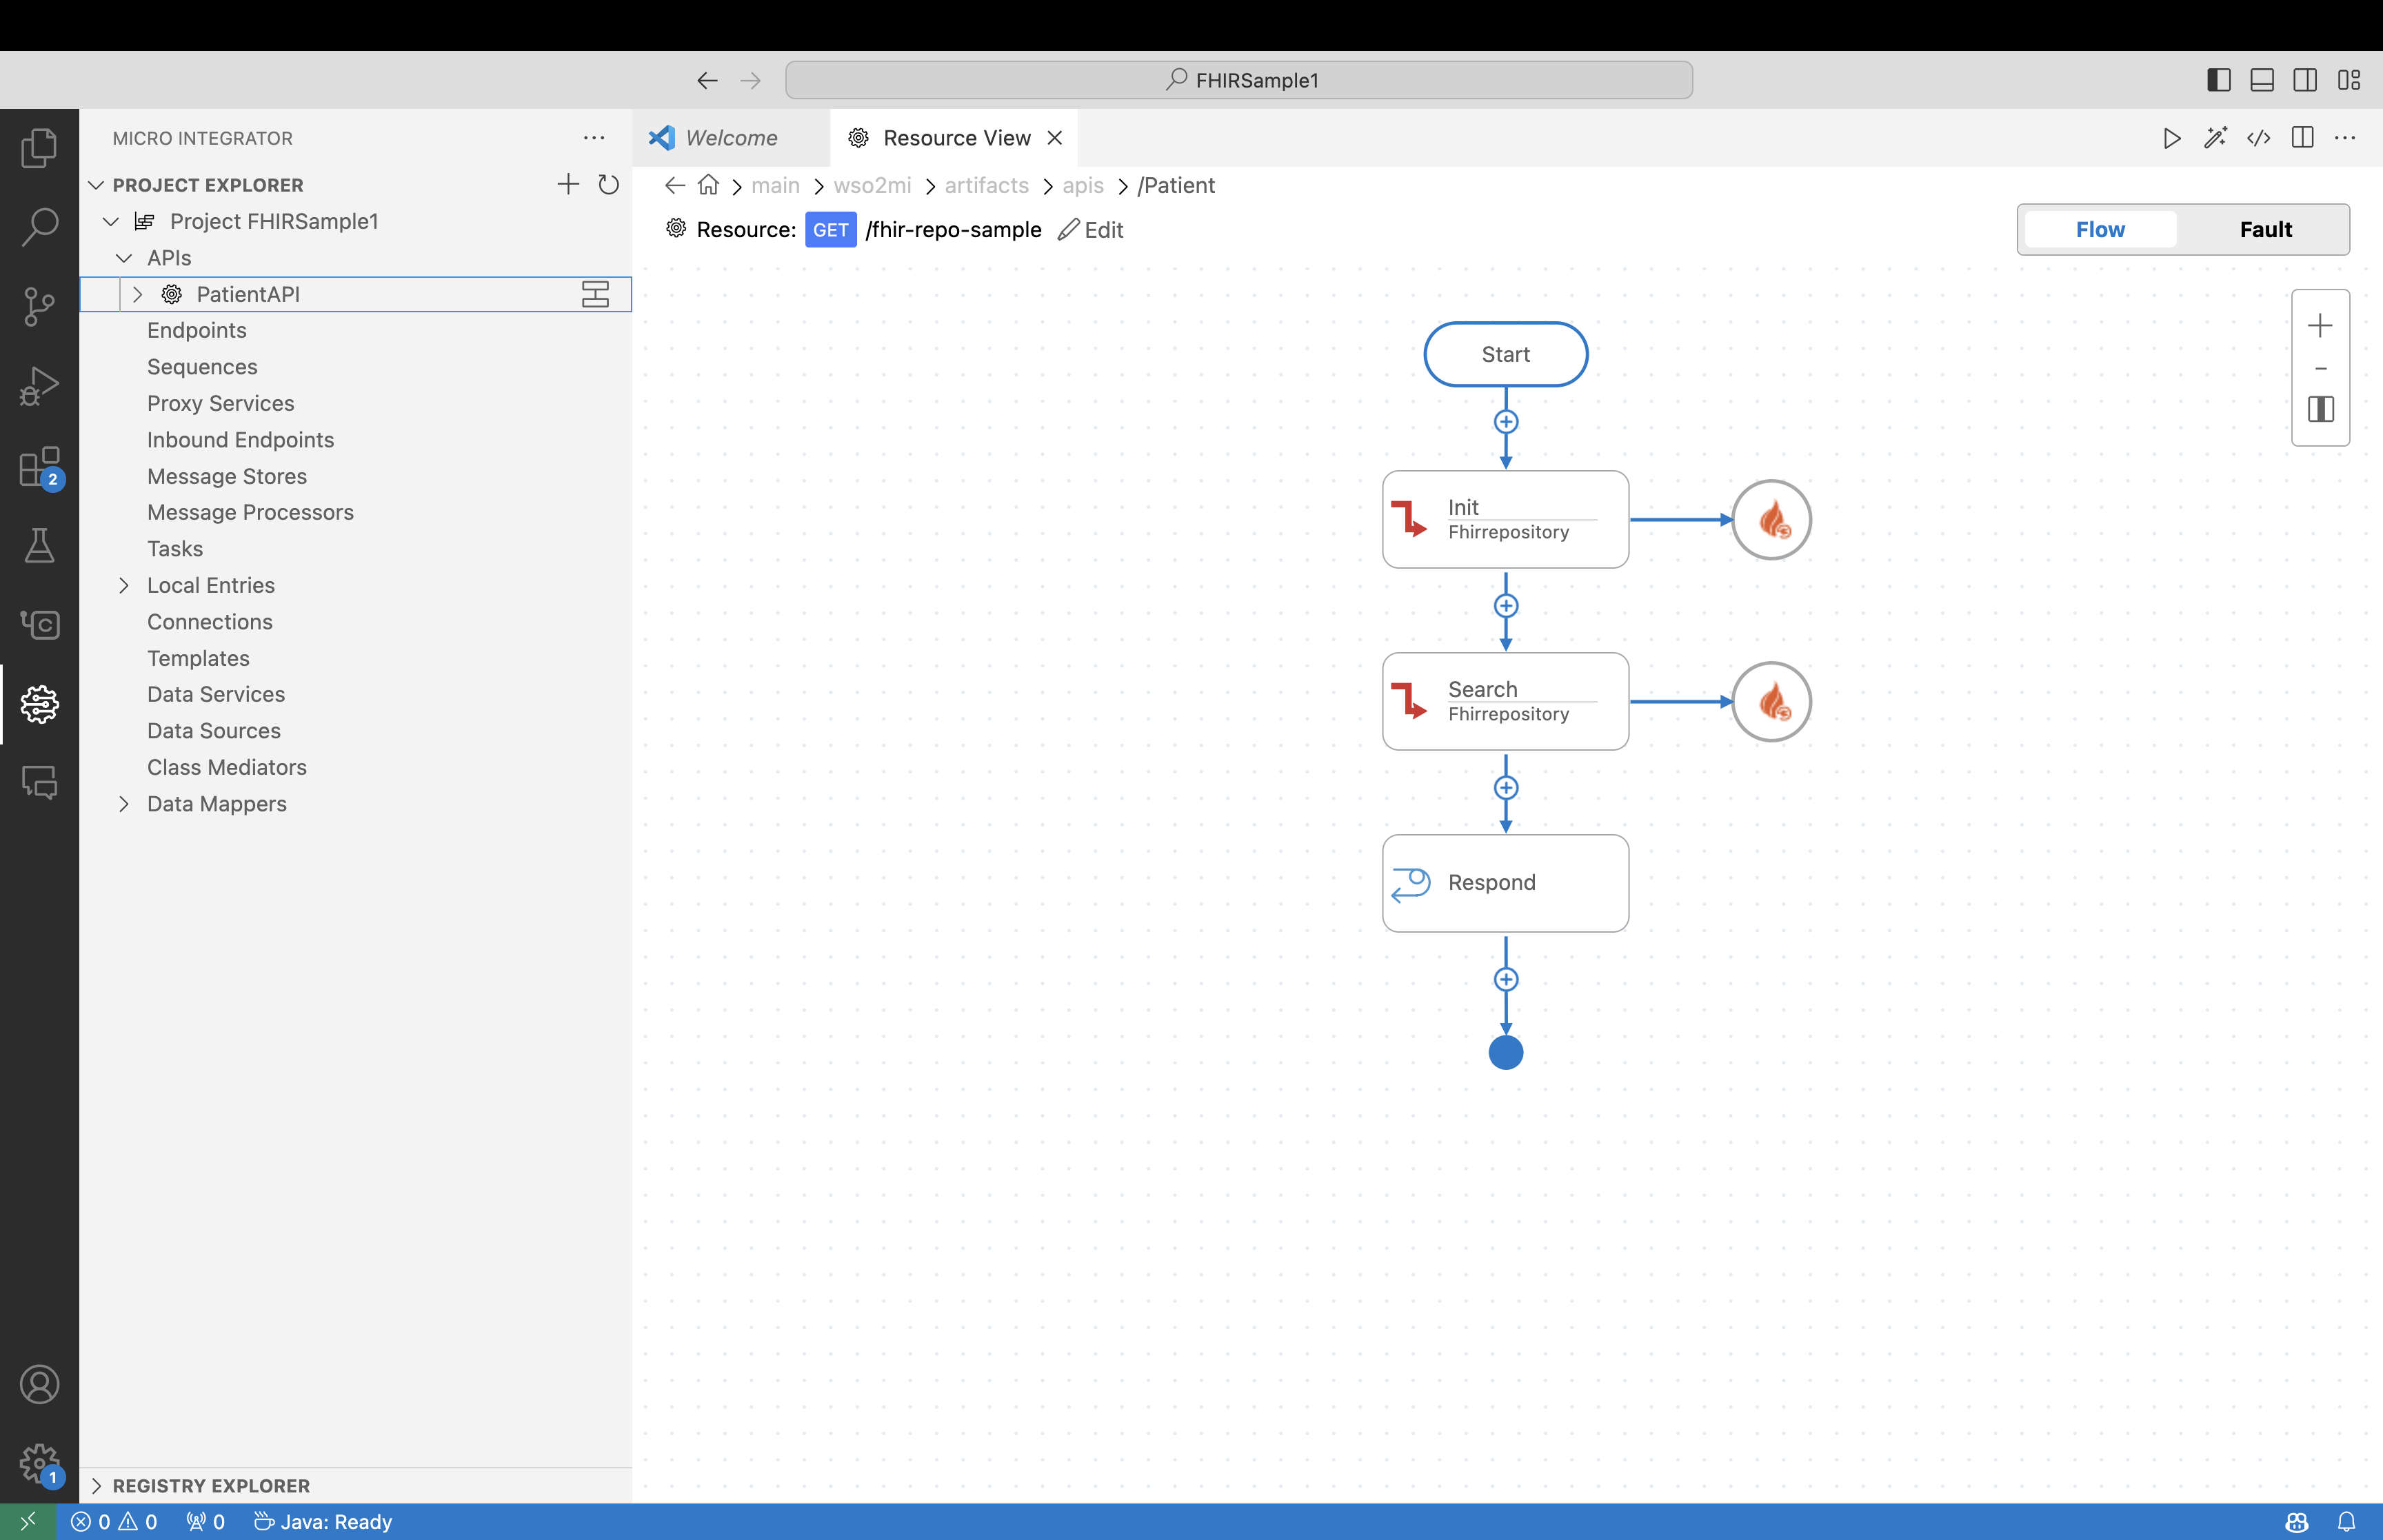 FHIRSample1
MICRO INTEGRATOR
Welcome
Resource View
PROJECT EXPLORER
main
wso2mi
artifacts
apis
/Patient
Project FHIRSample1
Resource:
GET
/fhir-repo-sample
Edit
Flow
Fault
APIs
PatientAPI
Endpoints
Sequences
Proxy Services
Inbound Endpoints
Message Stores
2
Message Processors
Tasks
Local Entries
Connections
Templates
Data Services
Data Sources
Class Mediators
Data Mappers
Start
Init
Fhirrepository
Search
Fhirrepository
Respond
1
REGISTRY EXPLORER
0
0
0
Java: Ready